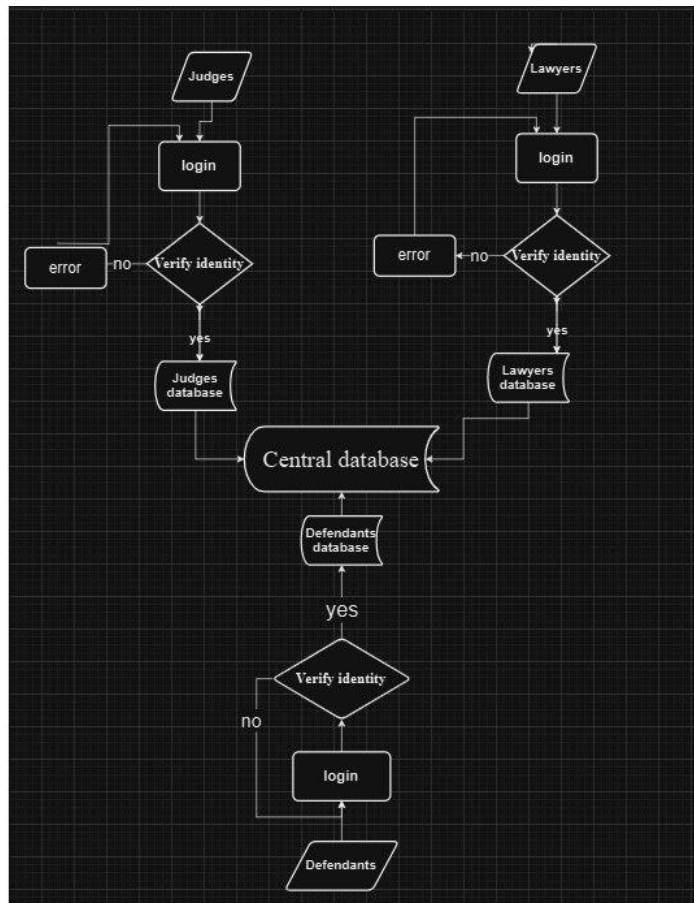 Judges
Lawyers
login
login
error
no
Verify identity
error
no
Verify identity
yes
yes
Judges
database
Lawyers
database
Central database
Defendants
database
yes
Verify identity
no
login
Defendants